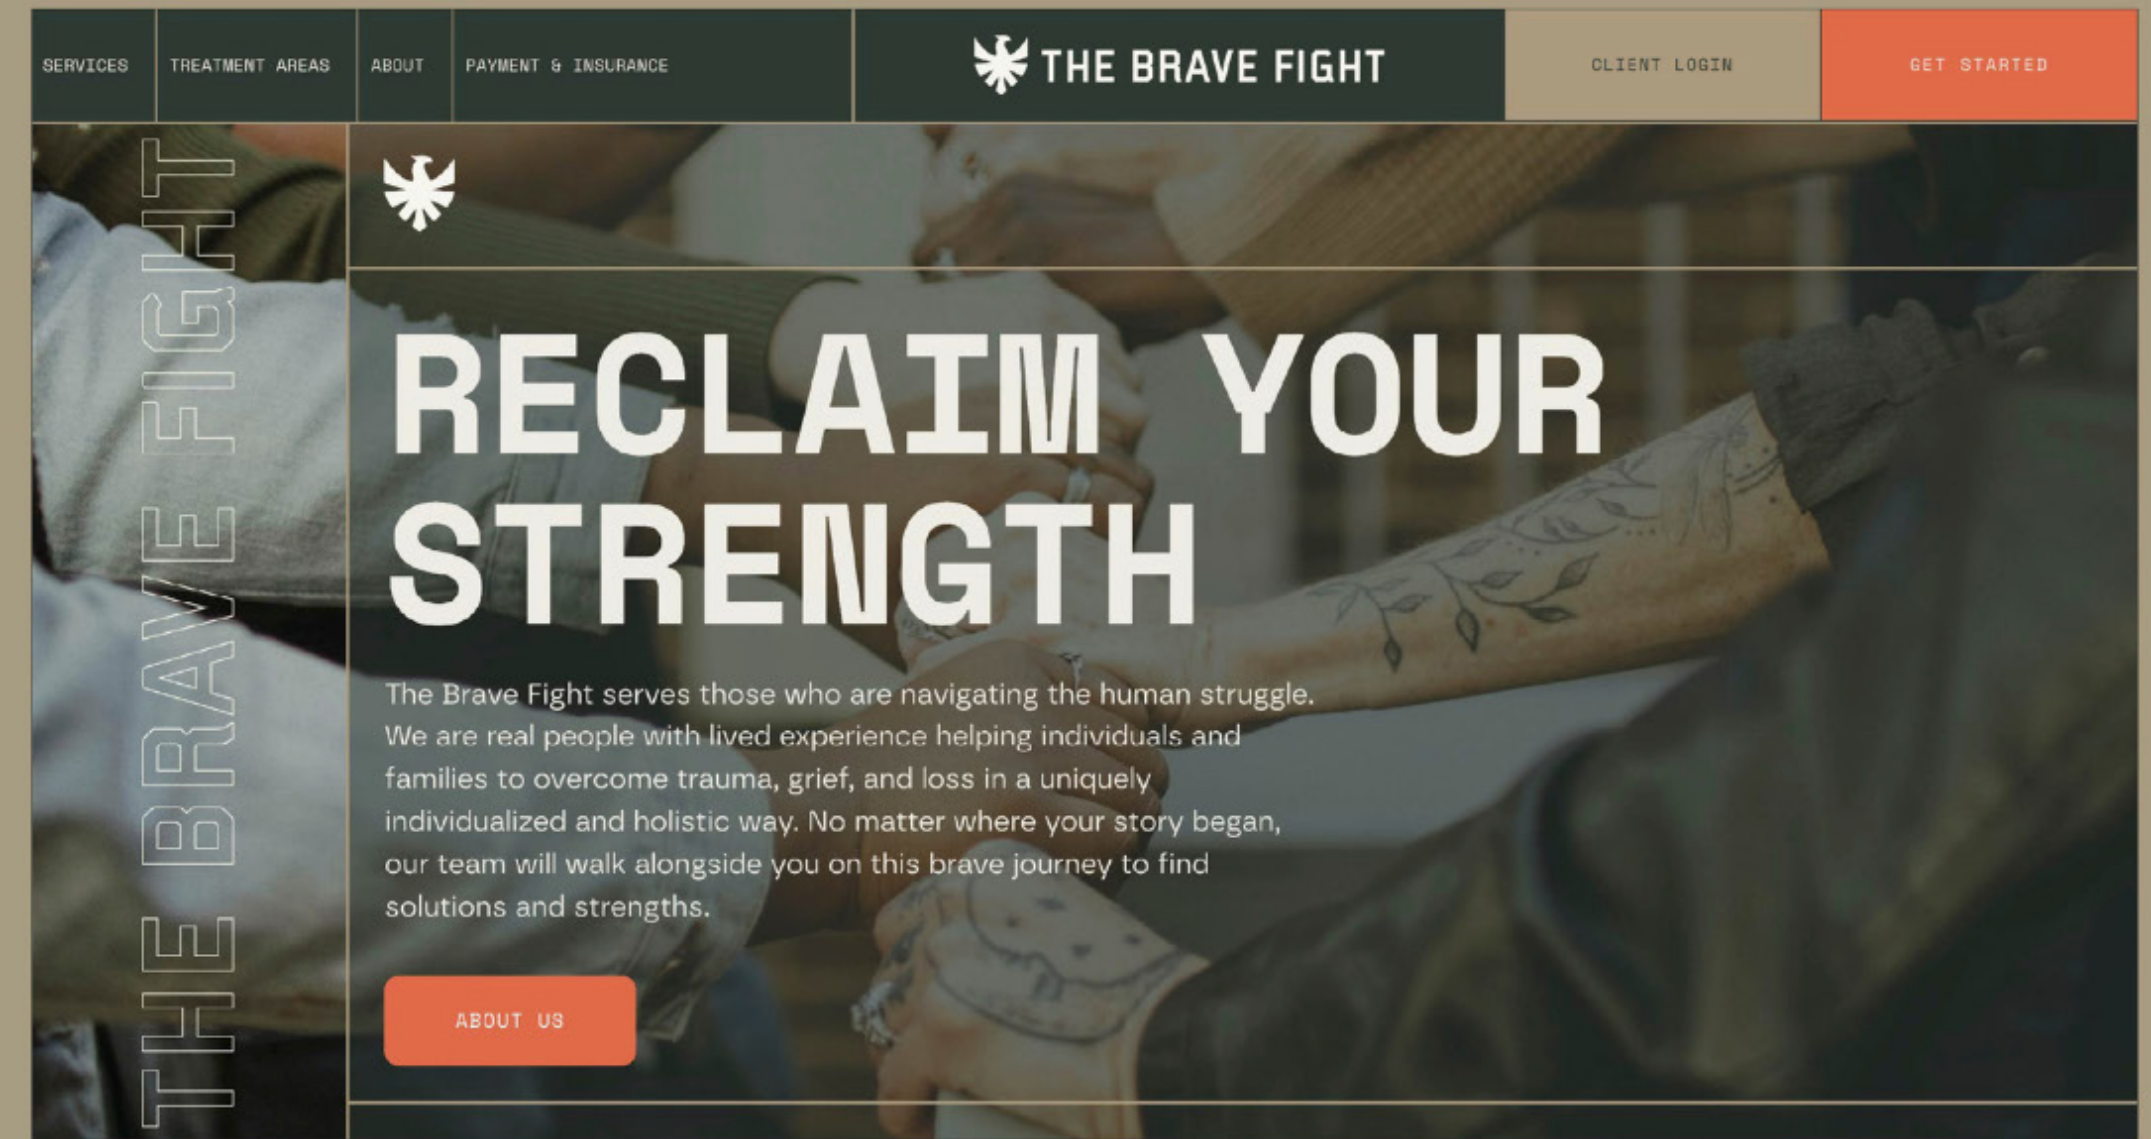 SERVICES
TREATMENT AREAS
ABOUT
PAYMENT & INSURANCE
THE BRAVE FIGHT
CLIENT LOGIN
GET STARTED
THE BRAVE FIGHT
RECLAIM YOUR
STRENGTH
The Brave Fight serves those who are navigating the human struggle.
We are real people with lived experience helping individuals and
families to overcome trauma, grief, and loss in a uniquely
individualized and holistic way. No matter where your story began,
our team will walk alongside you on this brave journey to find
solutions and strengths.
ABOUT US